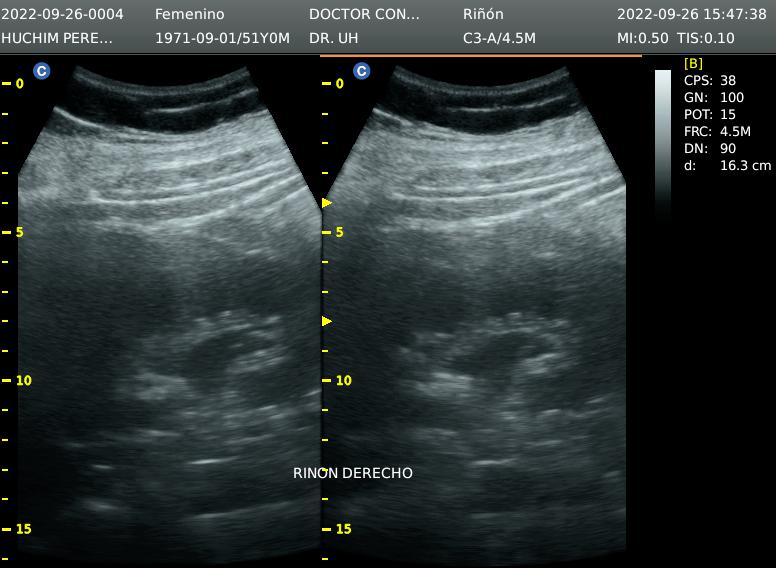 2022-09-26-0004 Femenino DOCTOR CON... Riñón 2022-09-26 15:47:38
HUCHIM PERE... 1971-09-01/51Y0M DR. UH C3-A/4.5M MI:0.50 TIS:0.10
C C [B]
0 0 CPS: 38
GN: 100
POT: 15
FRC: 4.5M
DN: 90
d: 16.3 cm
5 5
10 10
RINON DERECHO
15 15